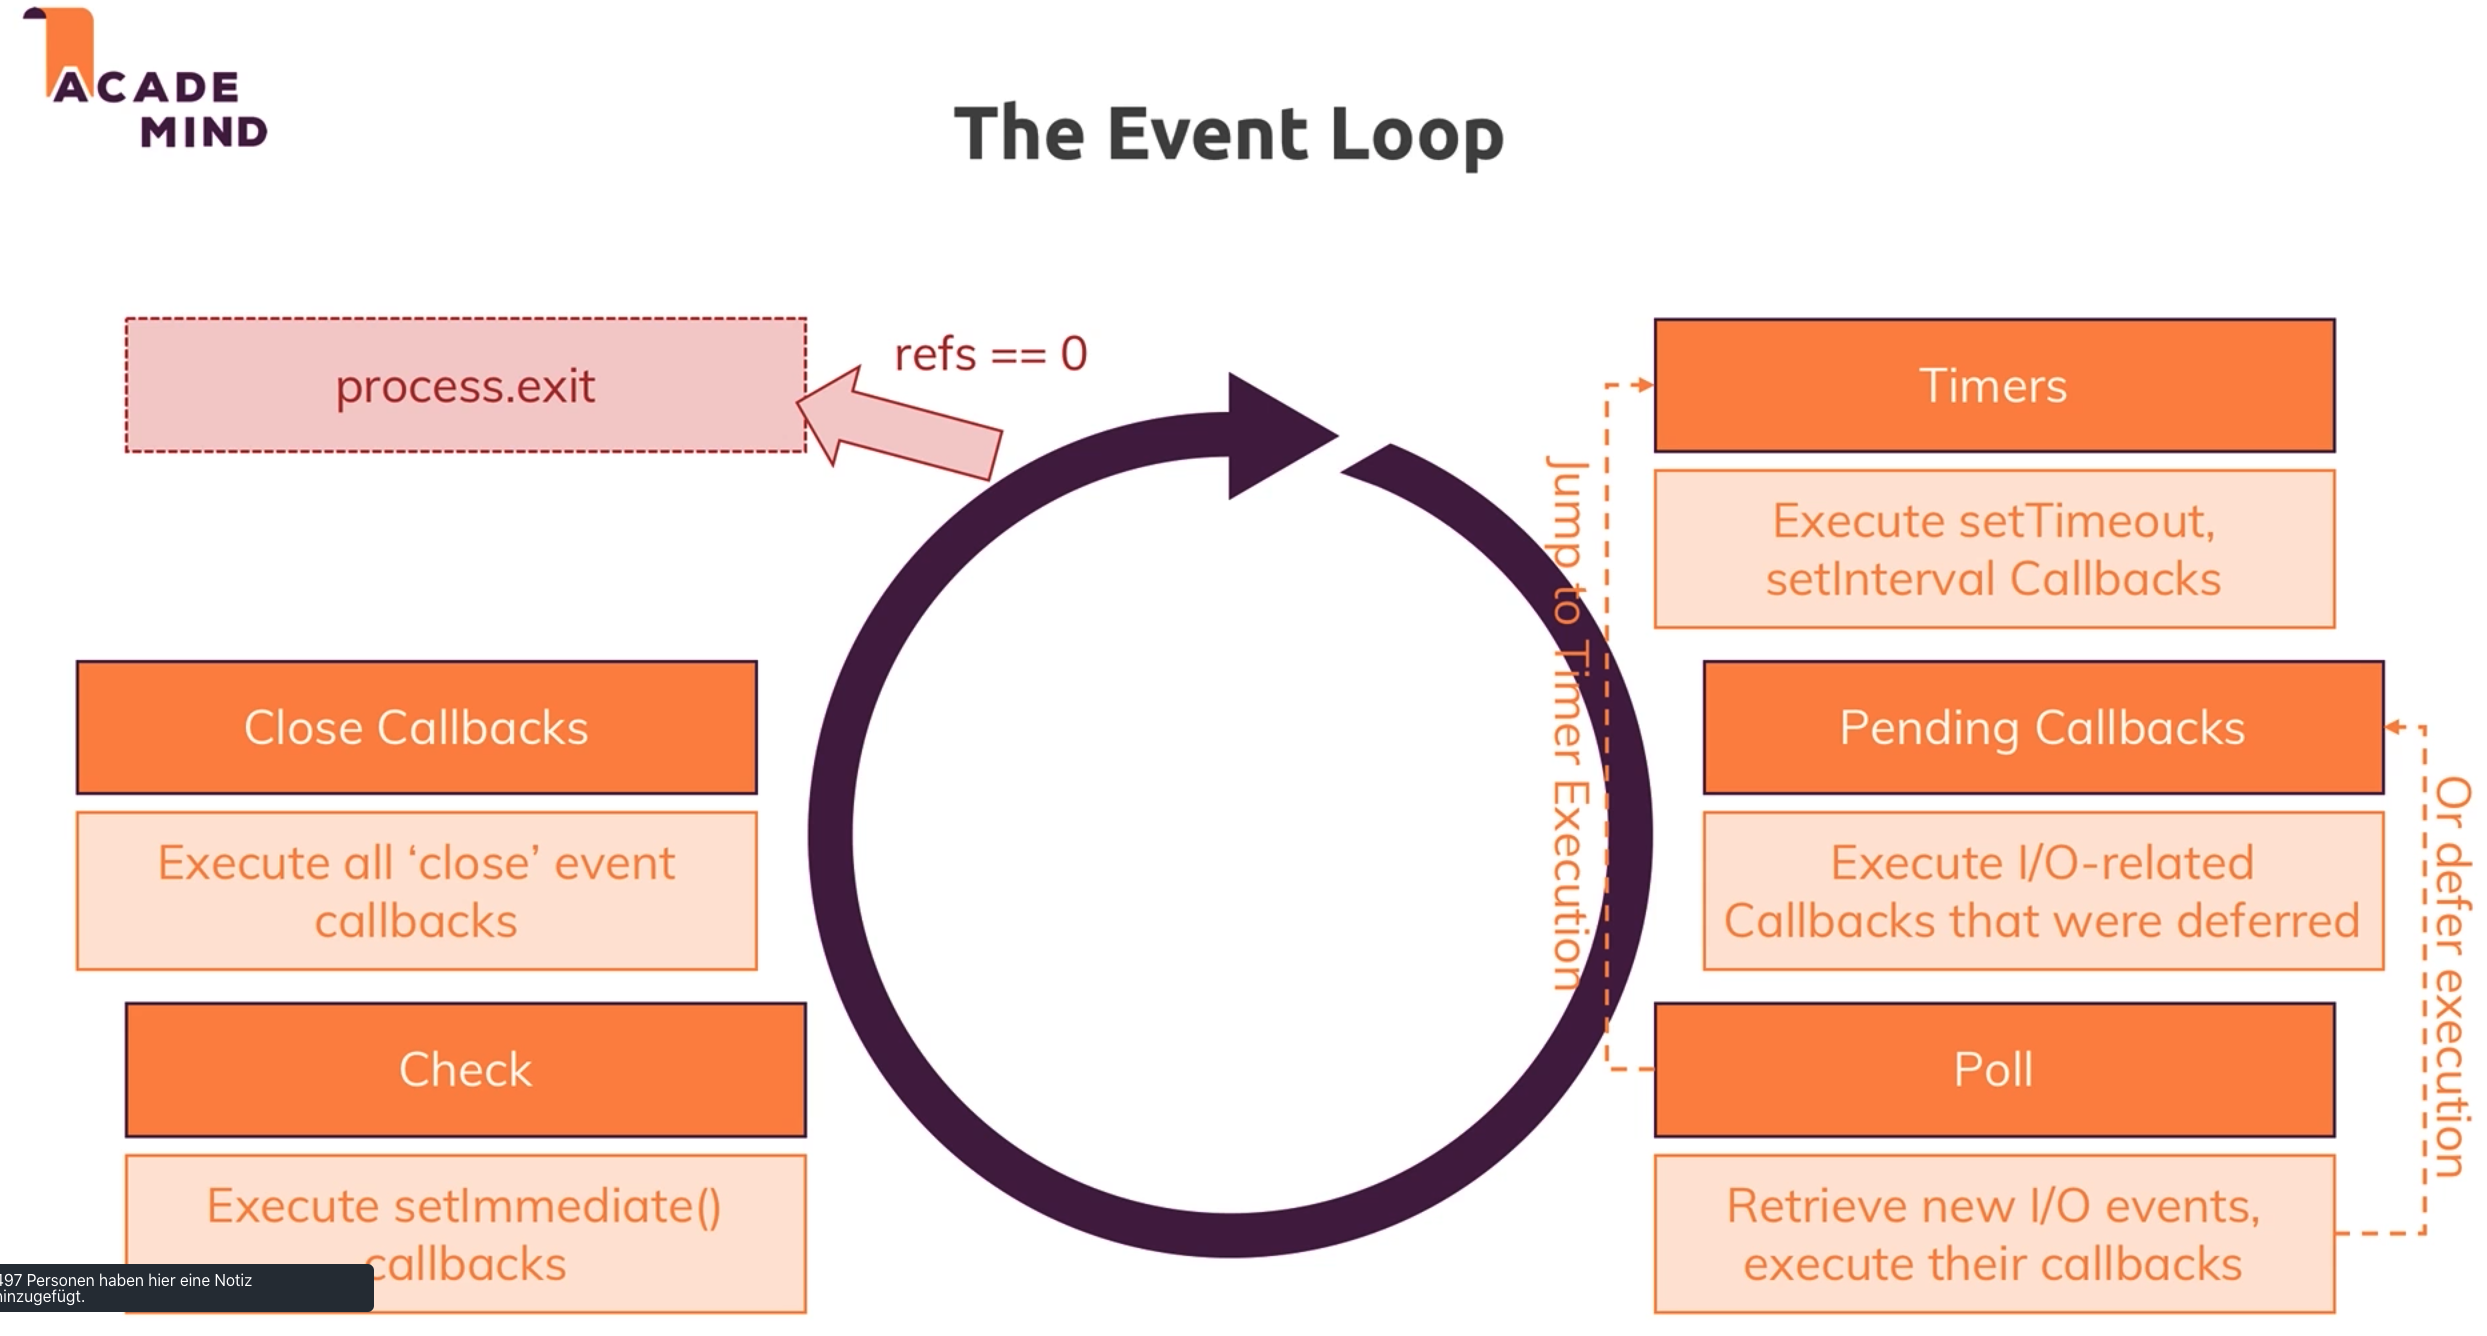 ACADE
MIND
The Event Loop
process.exit
refs == 0
Timers
Execute setTimeout,
setInterval Callbacks
Jump to Timer Execution
Close Callbacks
Execute all ‘close’ event
callbacks
Pending Callbacks
Execute I/O-related
Callbacks that were deferred
Or defer execution
Check
Execute setImmediate()
callbacks
Poll
Retrieve new I/O events,
execute their callbacks
497 Personen haben hier eine Notiz
hinzugefügt.